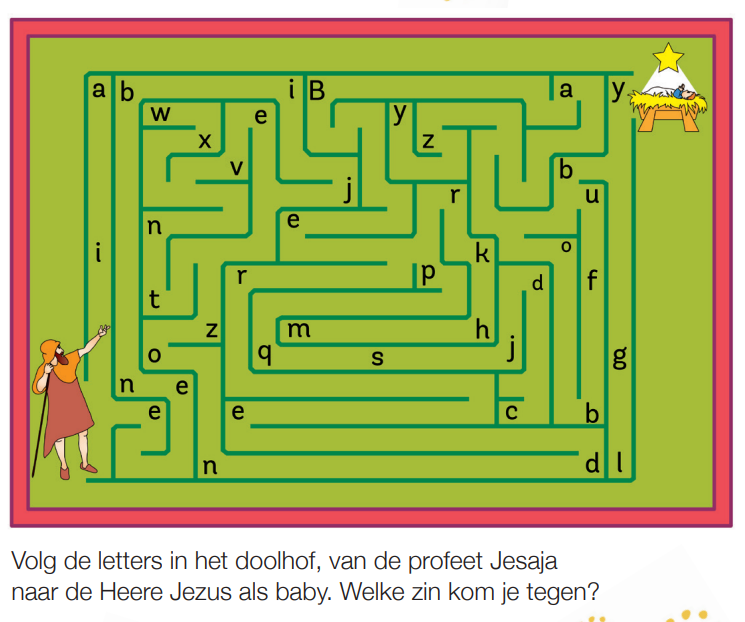 a b i B a y
w e y
x z
v b
j r u
n e
i k o
r p d f
t
z m h
o q s j g
n e
e e c b
n d l
Volg de letters in het doolhof, van de profeet Jesaja
naar de Heere Jezus als baby. Welke zin kom je tegen?